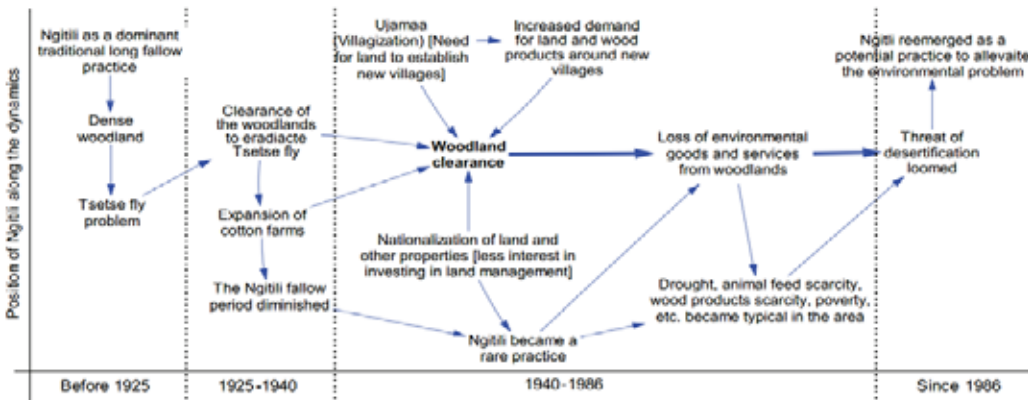 Position of Ngitili along the dynamics
Ngitili as a dominant
traditional long fallow
practice
Dense
woodland
Tsetse fly
problem
Clearance of
the woodlands
to eradiacte
Tsetse fly
Expansion of
cotton farms
The Ngitili fallow
period diminished
Ujamaa
(Villagization) [Need
for land to establish
new villages]
Increased demand
for land and wood
products around new
villages
Woodland
clearance
Nationalization of land and
other properties [less interest in
investing in land management]
Ngitili became a
rare practice
Loss of environmental
goods and services
from woodlands
Drought, animal feed scarcity,
wood products scarcity, poverty,
etc. became typical in the area
Ngitli reemerged as a
potential practice to allevaite
the environmental problem
Threat of
desertification
loomed
Before 1925
1925-1940
1940-1986
Since 1986